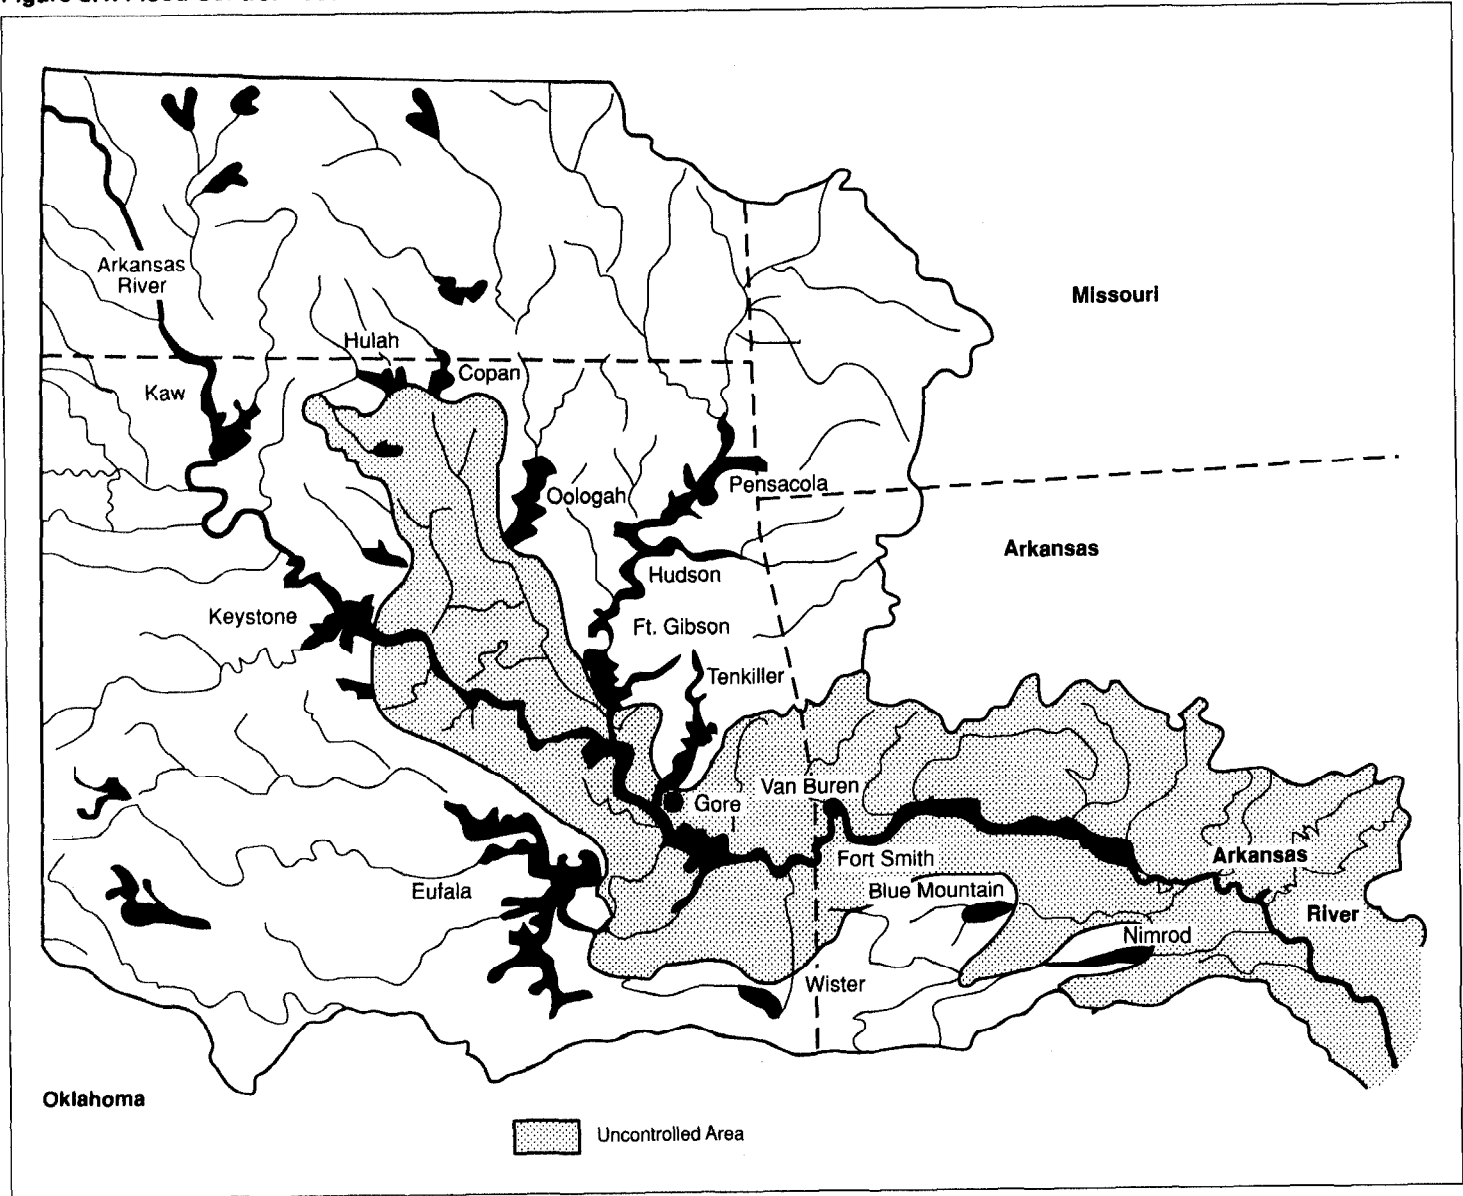 Missouri
Arkansas
River
Hulah
Copan
Kaw
Pensacola
Oologah
Arkansas
Hudson
Keystone
Ft. Gibson
Tenkiller
Van Buren
Gore
Fort Smith
Arkansas
River
Blue Mountain
Eufala
Nimrod
Wister
Oklahoma
Uncontrolled Area